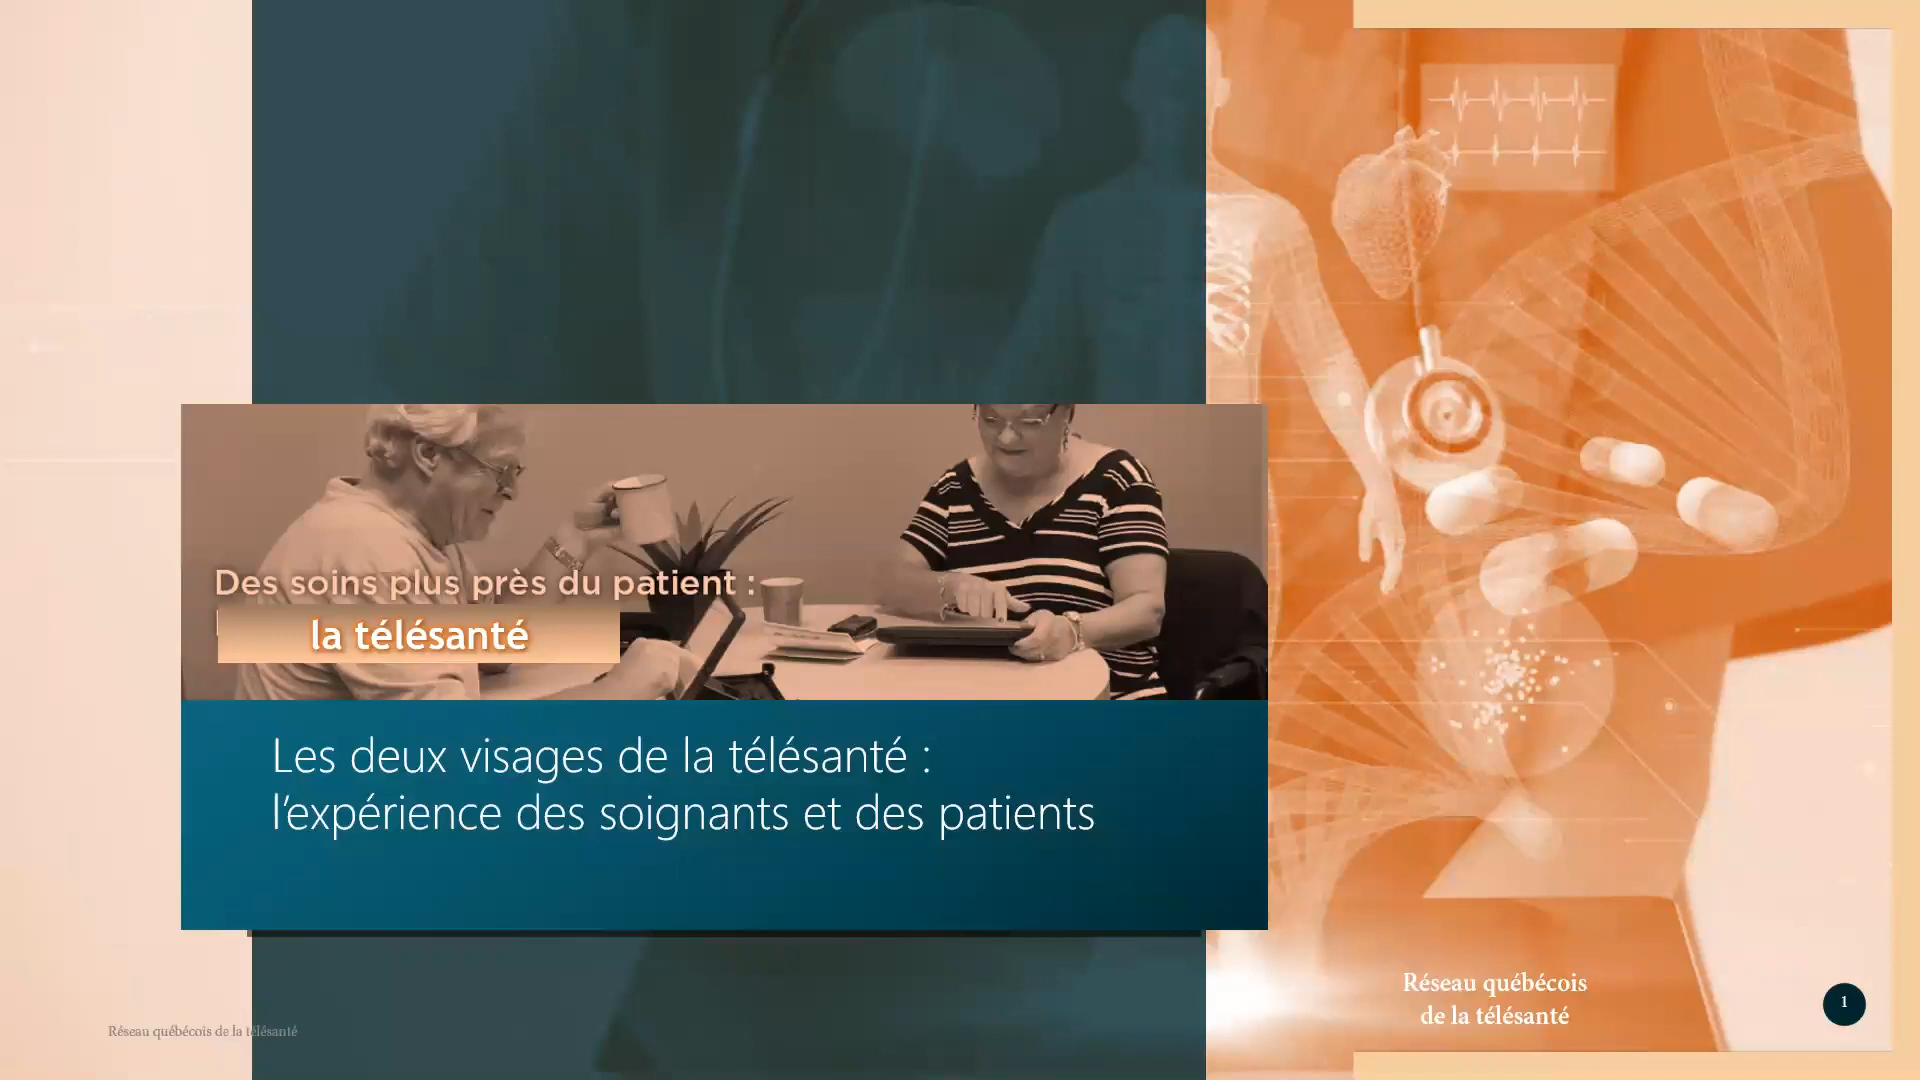 Des soins plus près du patient :
la télésanté
Les deux visages de la télésanté :
l'expérience des soignants et des patients
Réseau québécois
de la télésanté
1
Réseau québécois de la télésanté